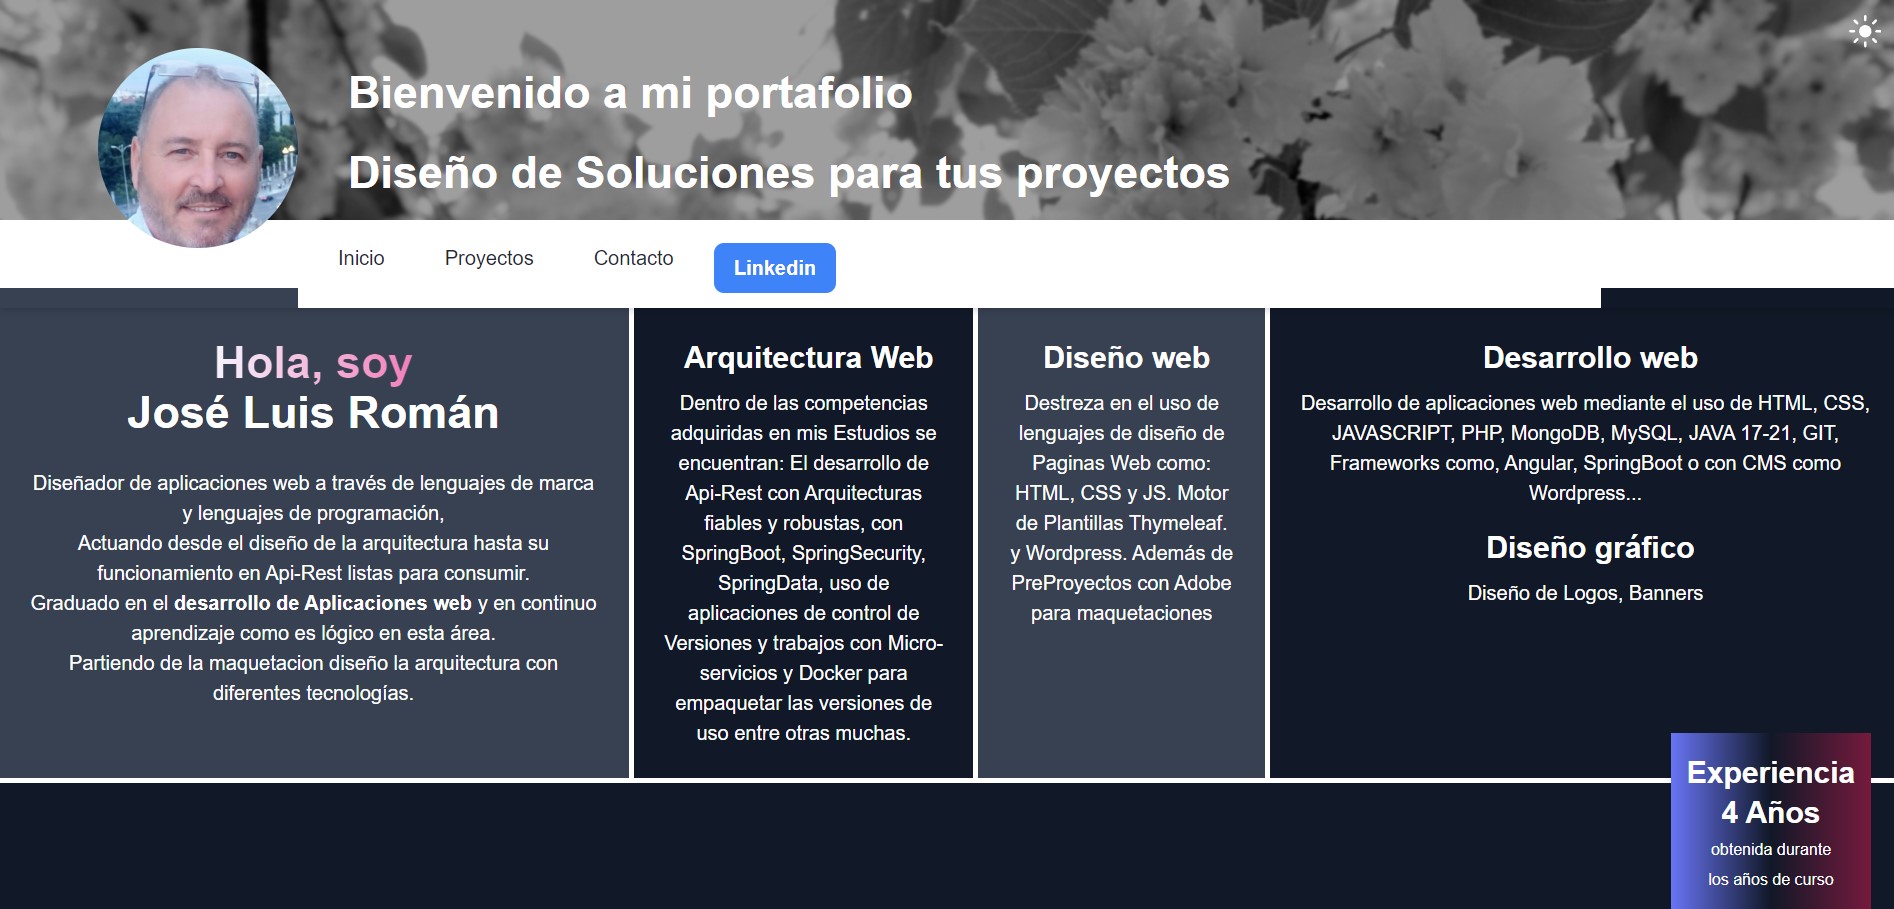 Bienvenido a mi portafolio
Diseño de Soluciones para tus proyectos
Inicio
Proyectos
Contacto
Linkedin
Hola, soy
José Luis Román
Diseñador de aplicaciones web a través de lenguajes de marca
y lenguajes de programación,
Actuando desde el diseño de la arquitectura hasta su
funcionamiento en Api-Rest listas para consumir.
Graduado en el desarrollo de Aplicaciones web y en continuo
aprendizaje como es lógico en esta área.
Partiendo de la maquetacion diseño la arquitectura con
diferentes tecnologías.
Arquitectura Web
Dentro de las competencias
adquiridas en mis Estudios se
encuentran: El desarrollo de
Api-Rest con Arquitecturas
fiables y robustas, con
SpringBoot, SpringSecurity,
SpringData, uso de
aplicaciones de control de
Versiones y trabajos con Micro-
servicios y Docker para
empaquetar las versiones de
uso entre otras muchas.
Diseño web
Destreza en el uso de
lenguajes de diseño de
Paginas Web como:
HTML, CSS y JS. Motor
de Plantillas Thymeleaf.
y Wordpress. Además de
PreProyectos con Adobe
para maquetaciones
Desarrollo web
Desarrollo de aplicaciones web mediante el uso de HTML, CSS,
JAVASCRIPT, PHP, MongoDB, MySQL, JAVA 17-21, GIT,
Frameworks como, Angular, SpringBoot o con CMS como
Wordpress...
Diseño gráfico
Diseño de Logos, Banners
Experiencia
4 Años
obtenida durante
los años de curso